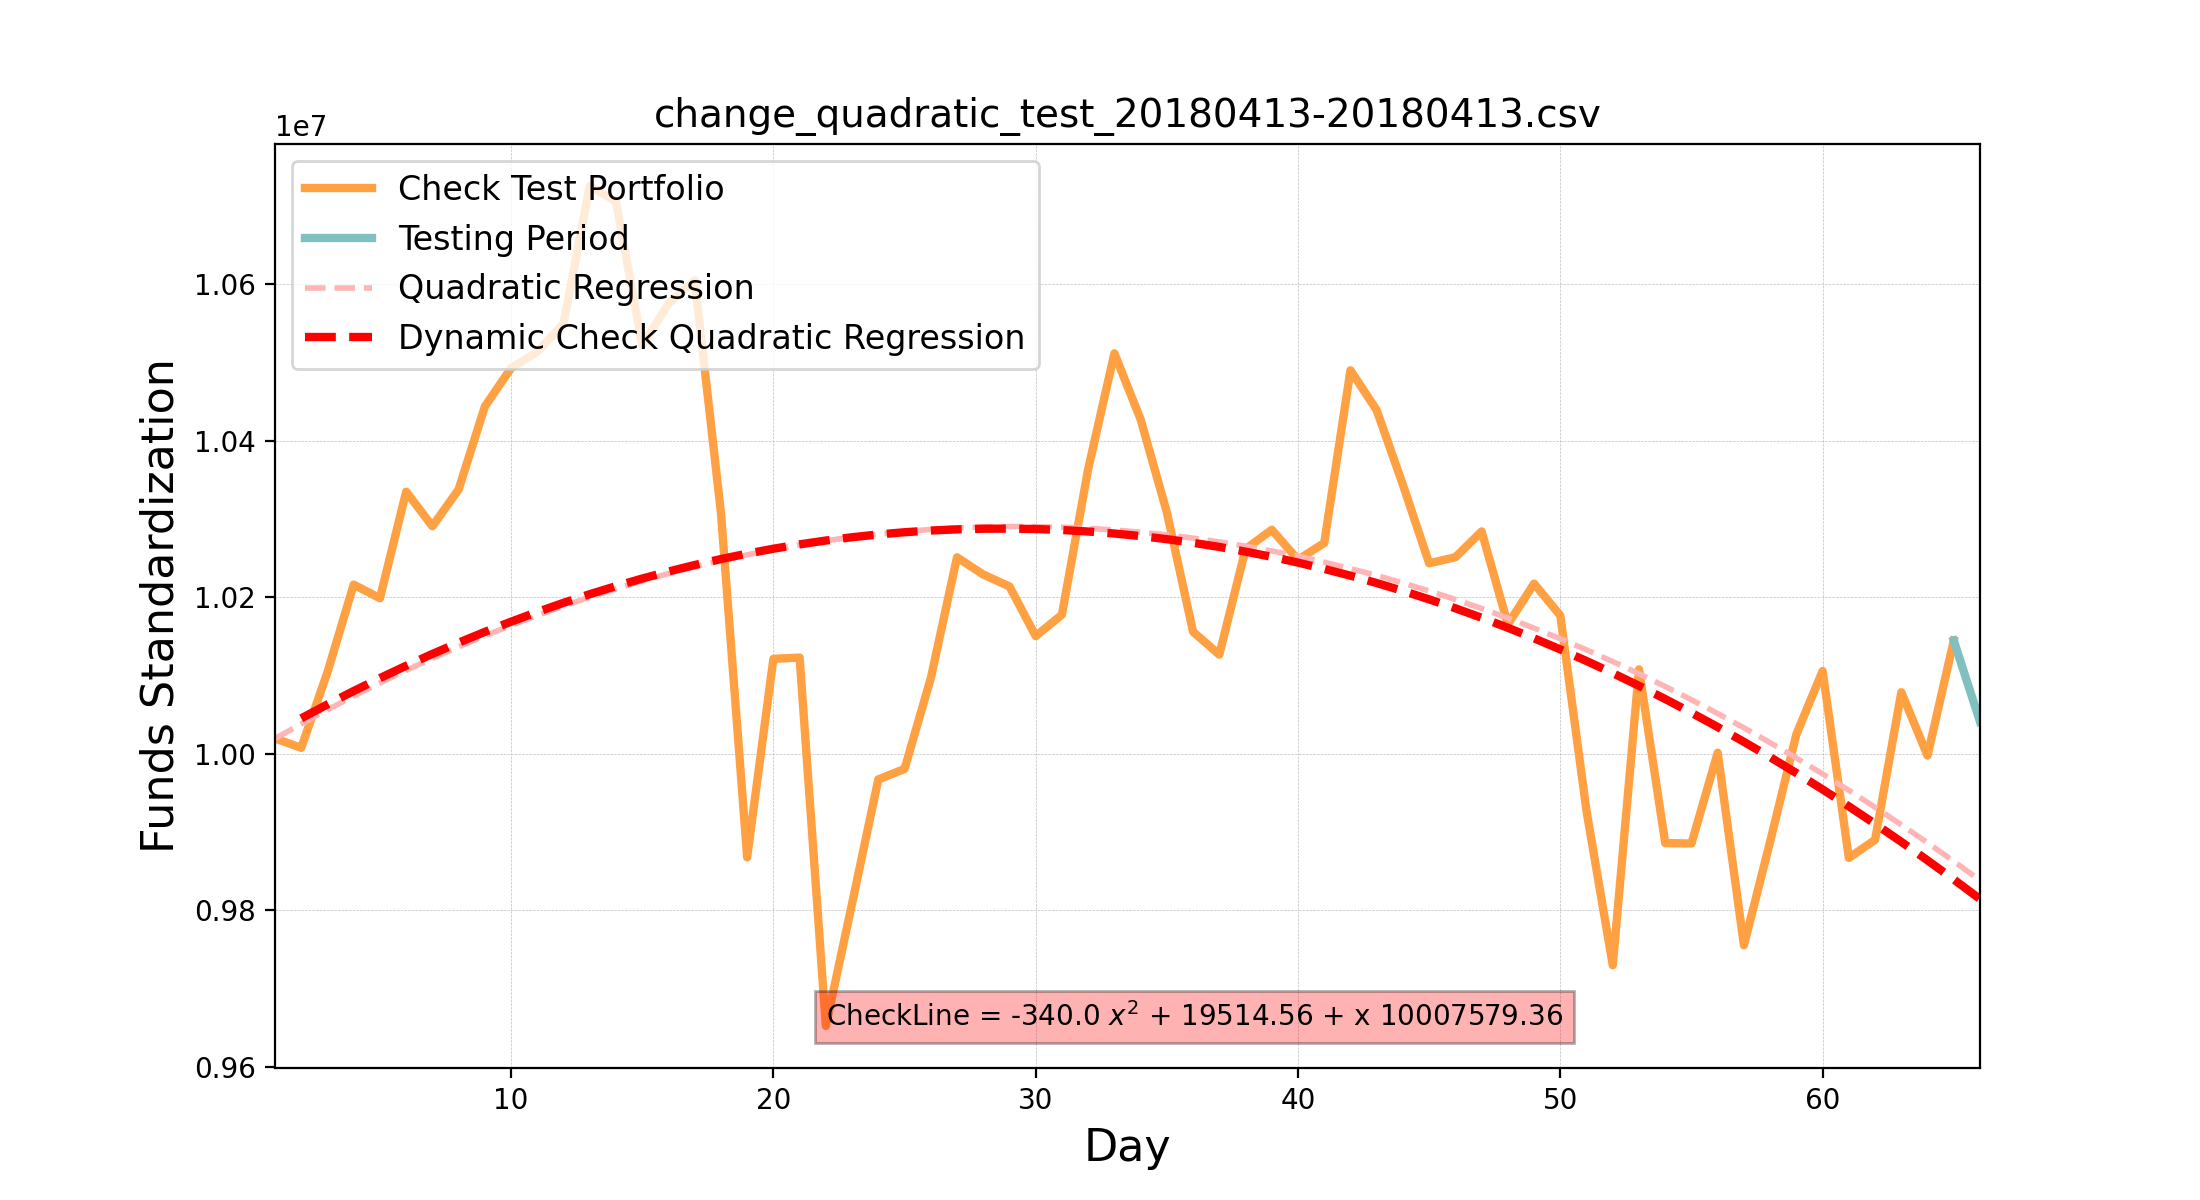 change_quadratic_test_20180413-20180413.csv
1e7
Check Test Portfolio
Testing Period
Quadratic Regression
Dynamic Check Quadratic Regression
Funds Standardization
1.06
1.04
1.02
1.00
0.98
0.96
CheckLine = -340.0 x² + 19514.56 + x 10007579.36
10 20 30 40 50 60
Day